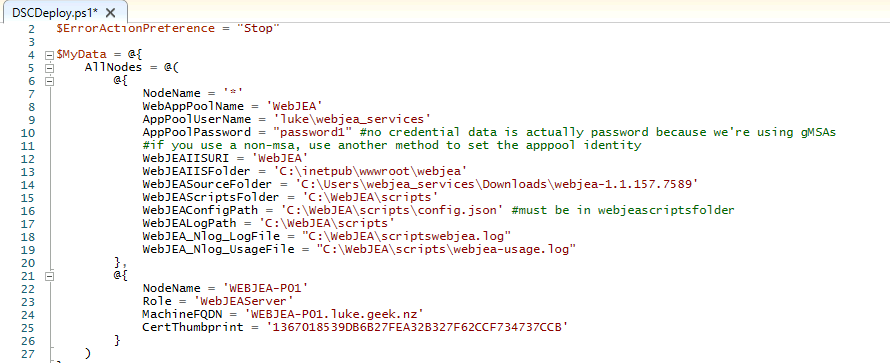 DSCDeploy.ps1* X
2 $ErrorActionPreference = "Stop"
3
4 $MyData = @{
5 AllNodes = @(
6 @{
7 NodeName = '*'
8 WebAppPoolName = 'WebJEA'
9 AppPoolUserName = 'luke\webjea_services'
10 AppPoolPassword = "password1" #no credential data is actually password because we're using gMSAs
11 #if you use a non-msa, use another method to set the apppool identity
12 WebJEAIISURI = 'WebJEA'
13 WebJEAIISFolder = 'C:\inetpub\wwwroot\webjea'
14 WebJEASourceFolder = 'C:\Users\webjea_services\Downloads\webjea-1.1.157.7589'
15 WebJEAScriptsFolder = 'C:\WebJEA\scripts'
16 WebJEAConfigPath = 'C:\WebJEA\scripts\config.json' #must be in webjeascriptsfolder
17 WebJEALogPath = 'C:\WebJEA\scripts'
18 WebJEA_Nlog_LogFile = "C:\WebJEA\scriptswebjea.log"
19 WebJEA_Nlog_UsageFile = "C:\WebJEA\scripts\webjea-usage.log"
20 },
21 @{
22 NodeName = 'WEBJEA-P01'
23 Role = 'WebJEAServer'
24 MachineFQDN = 'WEBJEA-P01.luke.geek.nz'
25 CertThumbprint = '1367018539DB6B27FEA32B327F62CCF734737CCB'
26 }
27 )